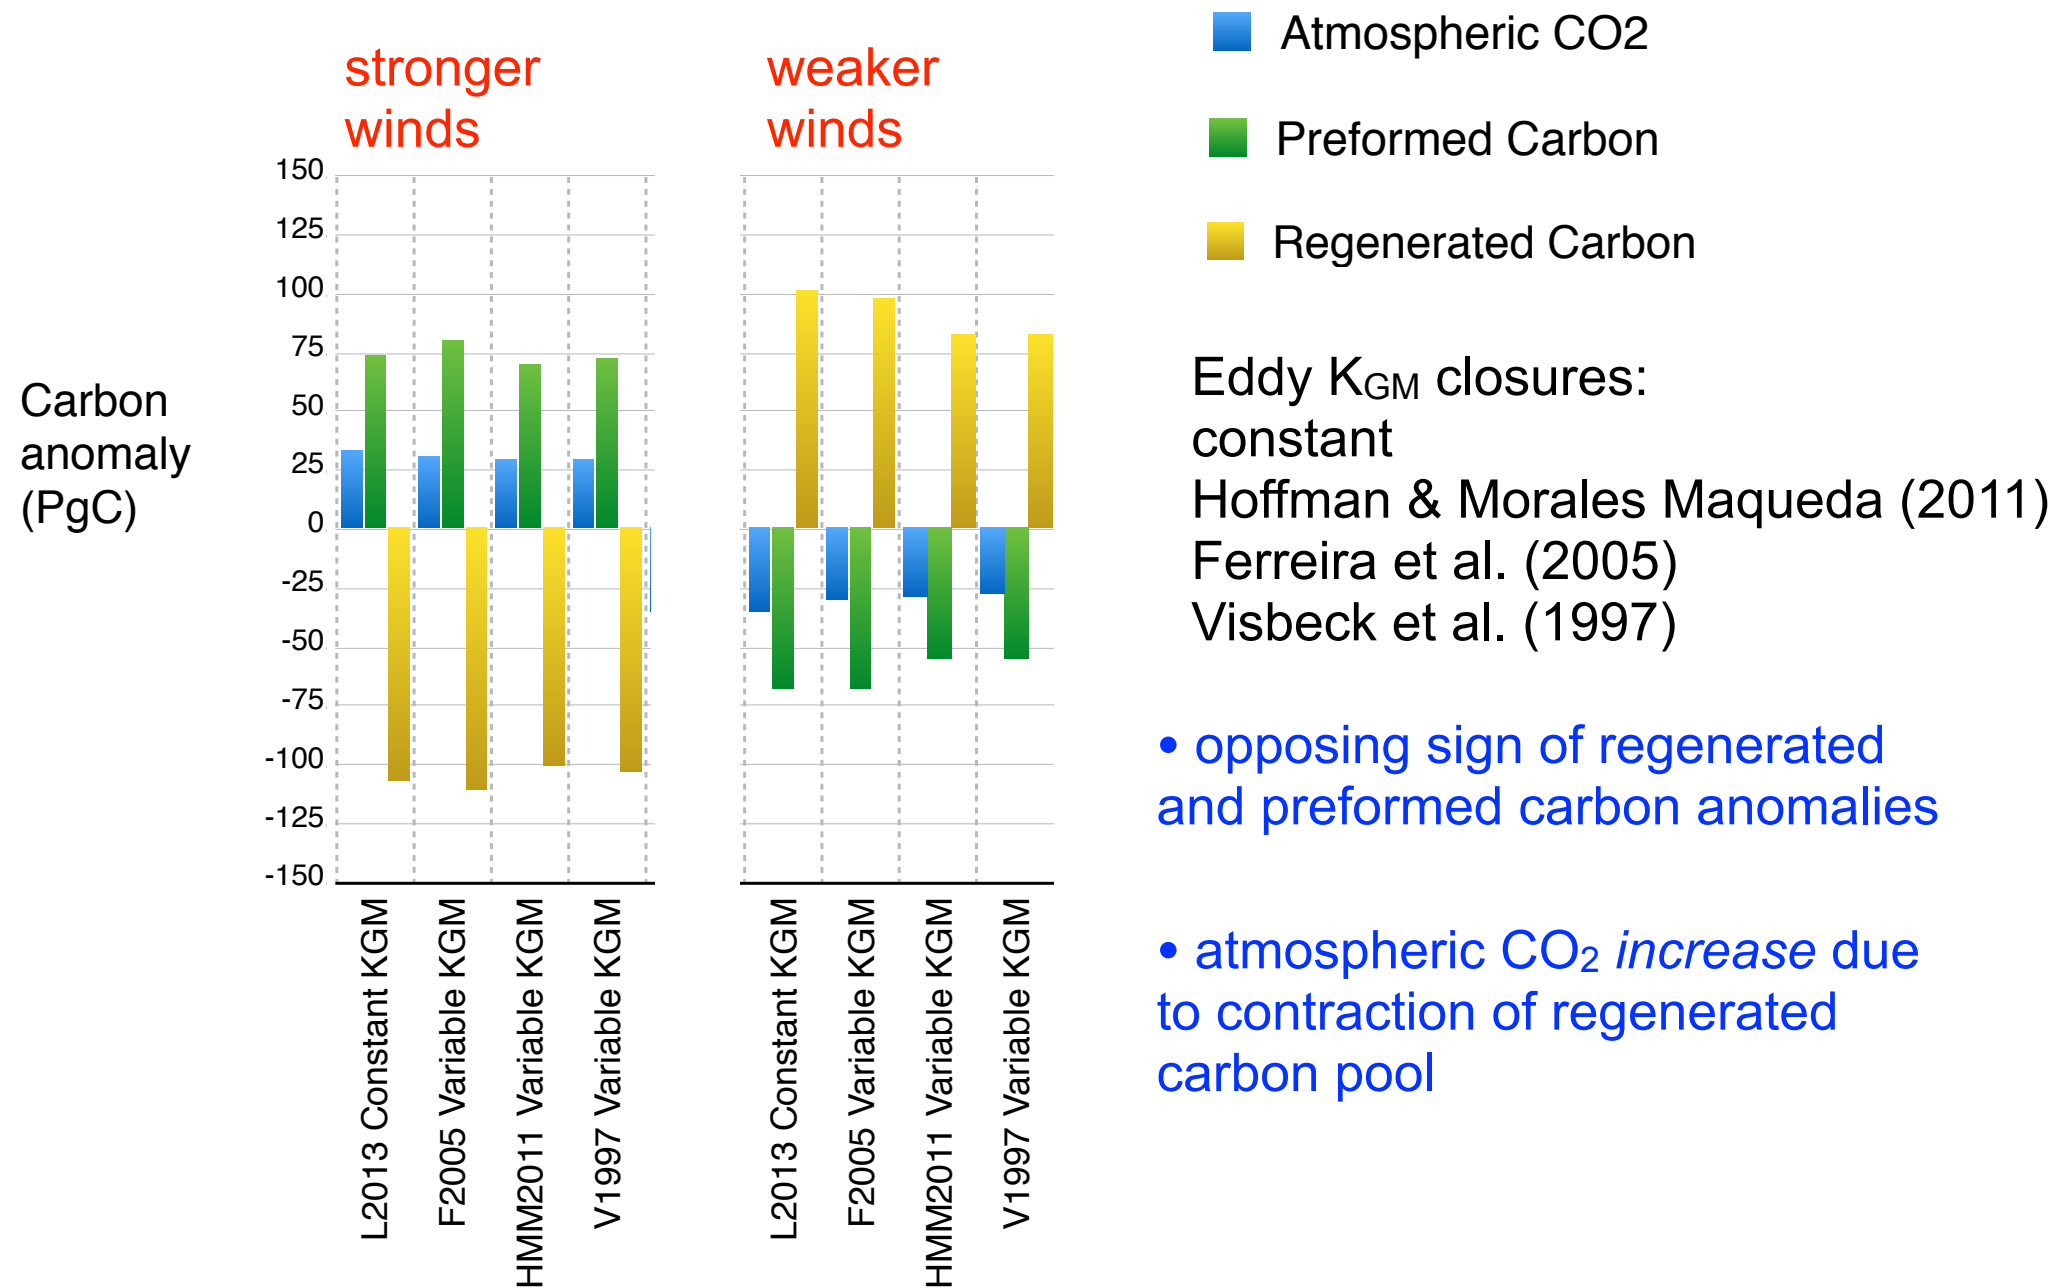 stronger
winds
weaker
winds
Atmospheric CO2
Preformed Carbon
Regenerated Carbon
150
125
100
75
50
25
0
-25
-50
-75
-100
-125
-150
Carbon
anomaly
(PgC)
L2013 Constant KGM
F2005 Variable KGM
HMM2011 Variable KGM
V1997 Variable KGM
L2013 Constant KGM
F2005 Variable KGM
HMM2011 Variable KGM
V1997 Variable KGM
Eddy KGM closures:
constant
Hoffman & Morales Maqueda (2011)
Ferreira et al. (2005)
Visbeck et al. (1997)
• opposing sign of regenerated
and preformed carbon anomalies
• atmospheric CO₂ increase due
to contraction of regenerated
carbon pool